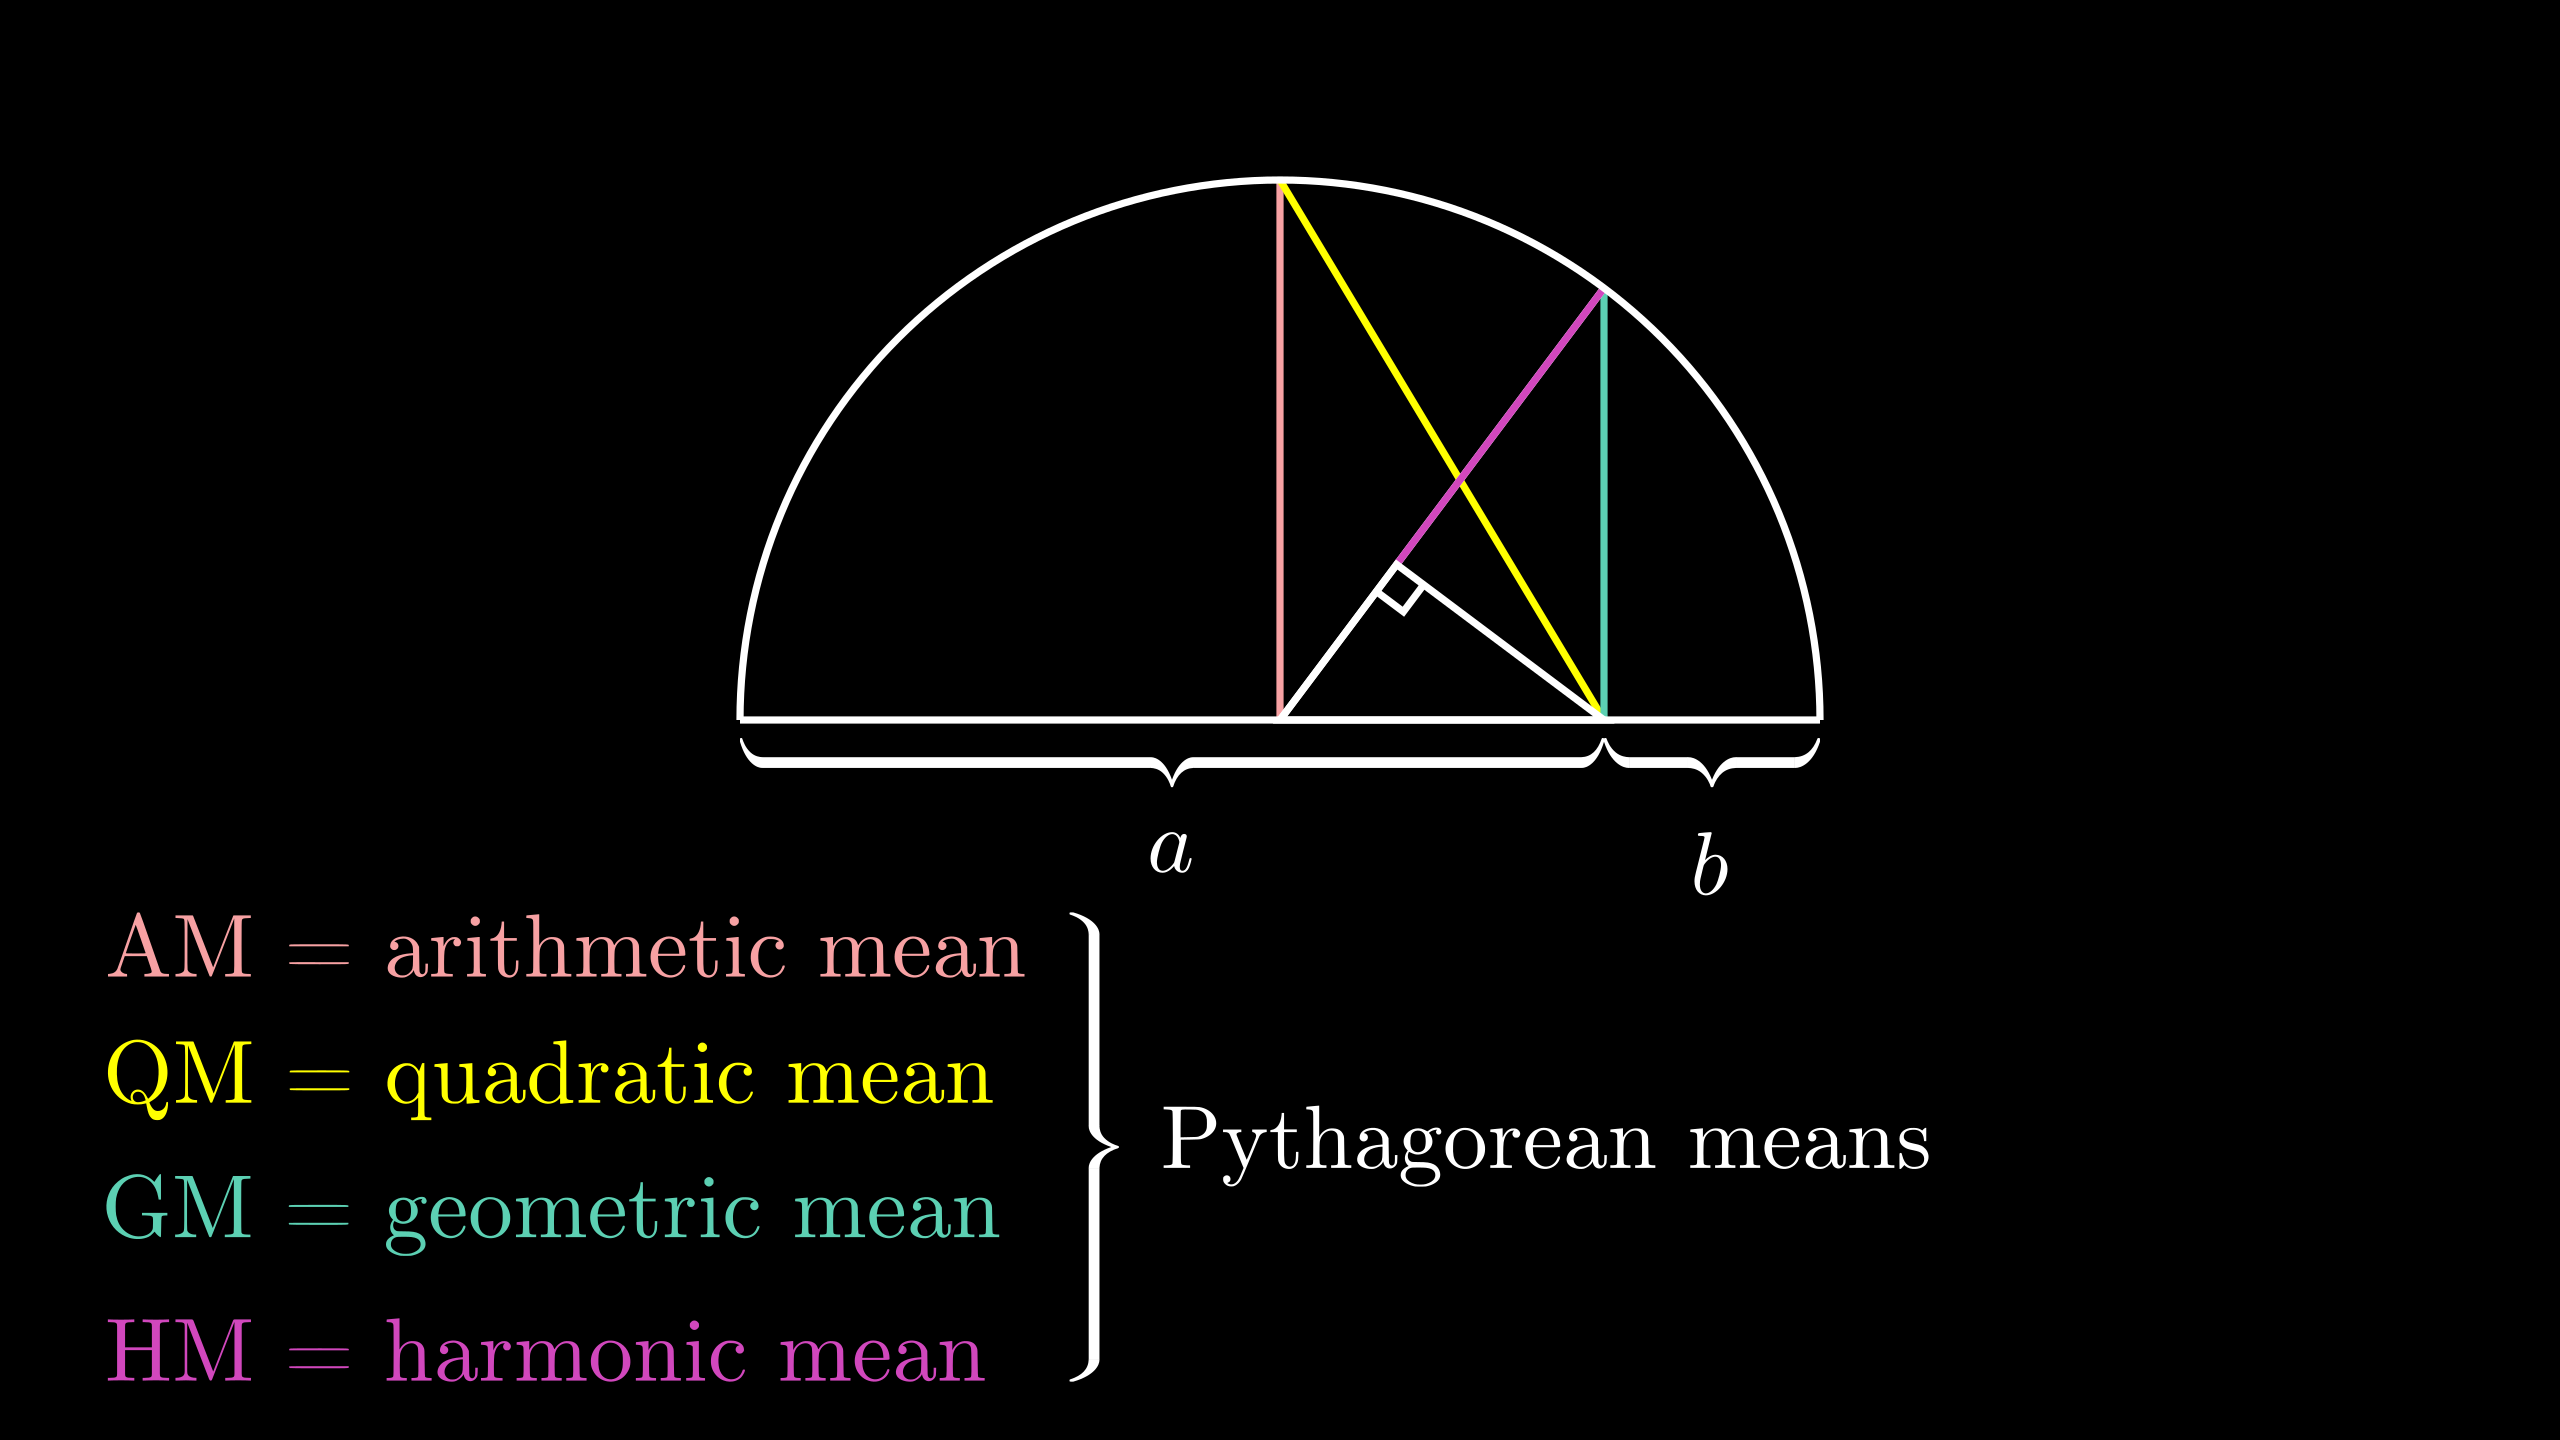 a
b
AM = arithmetic mean
QM = quadratic mean
GM = geometric mean
HM = harmonic mean
Pythagorean means